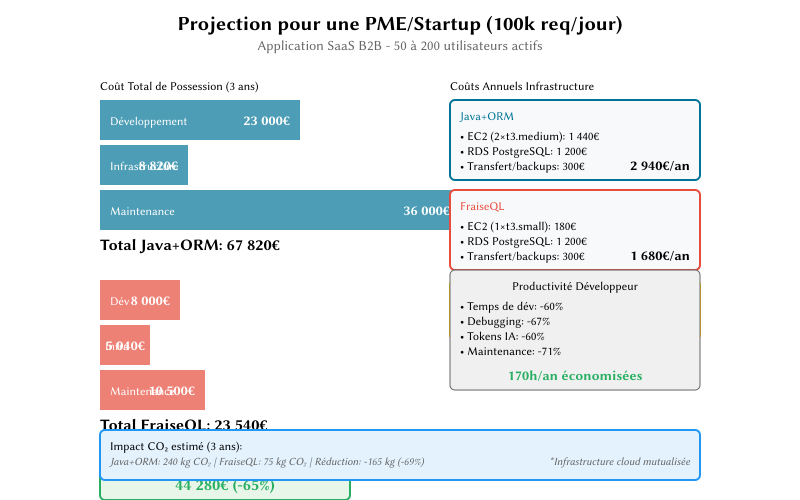 Projection pour une PME/Startup (100k req/jour)
Application SaaS B2B - 50 à 200 utilisateurs actifs
Coût Total de Possession (3 ans)
Développement 23 000€
Infrastructure 8 820€
Maintenance 36 000€
Total Java+ORM: 67 820€
Dév 8 000€
5 040€
Maintenance 10 500€
Total FraiseQL: 23 540€
44 280€ (-65%)
Coûts Annuels Infrastructure
Java+ORM
• EC2 (2×t3.medium): 1 440€
• RDS PostgreSQL: 1 200€
• Transfert/backups: 300€ 2 940€/an
FraiseQL
• EC2 (1×t3.small): 180€
• RDS PostgreSQL: 1 200€
• Transfert/backups: 300€ 1 680€/an
Productivité Développeur
• Temps de dév: -60%
• Debugging: -67%
• Tokens IA: -60%
• Maintenance: -71%
170h/an économisées
Impact CO₂ estimé (3 ans):
Java+ORM: 240 kg CO₂ | FraiseQL: 75 kg CO₂ | Réduction: -165 kg (-69%) *Infrastructure cloud mutualisée